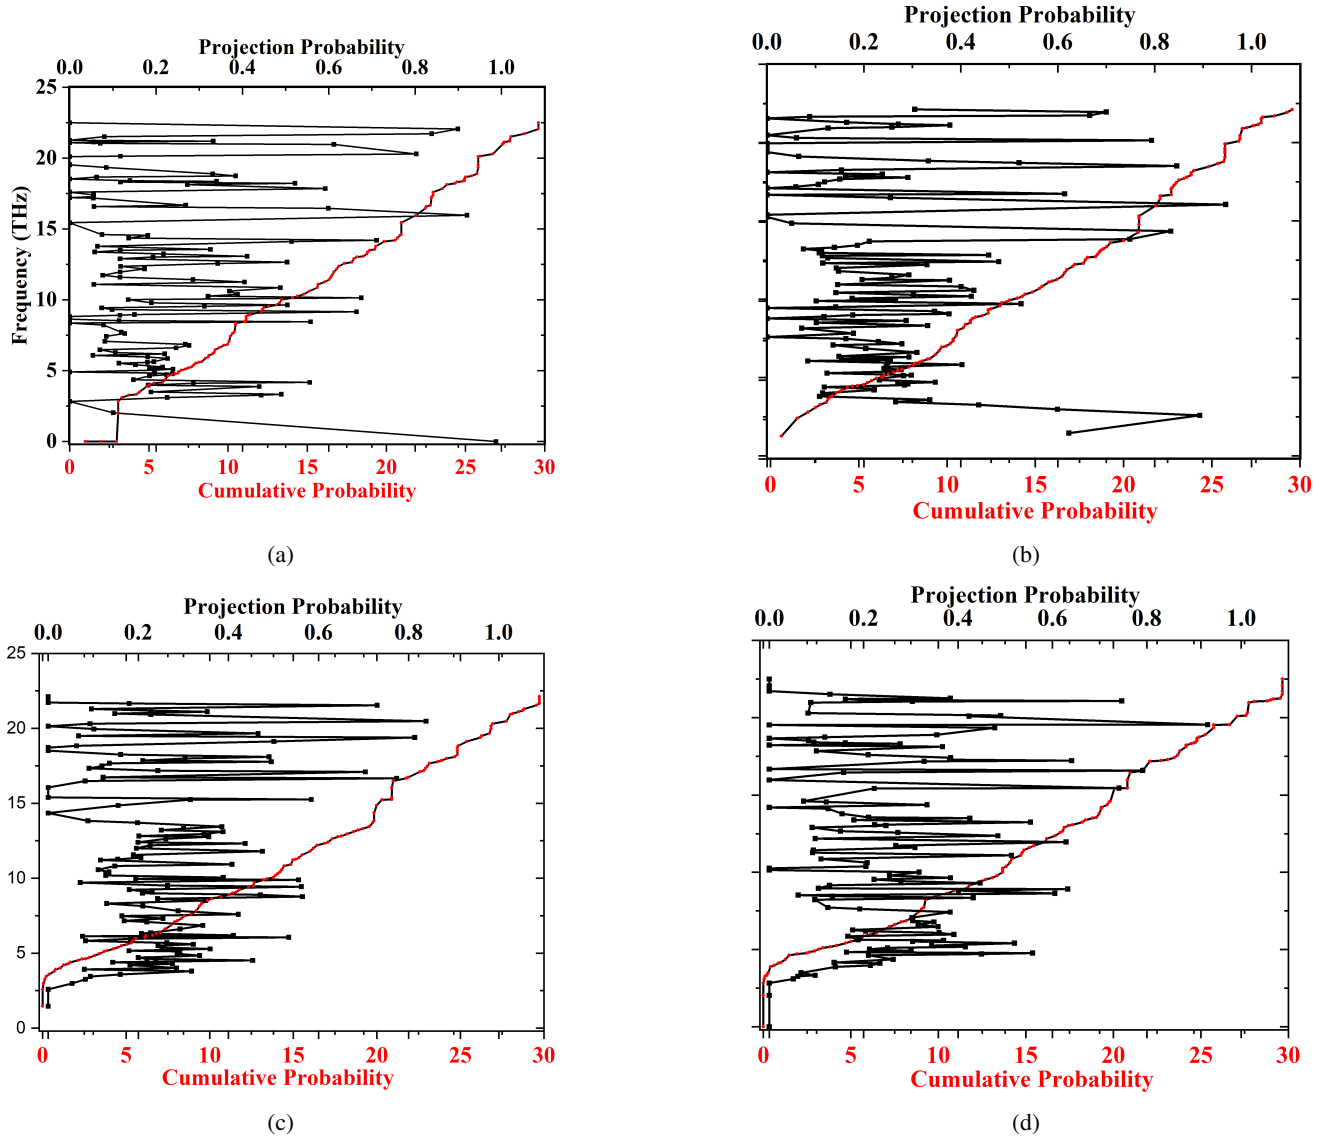 Projection Probability
0.0 0.2 0.4 0.6 0.8 1.0
25
20
15
10
5
0
Frequency (THz)
0 5 10 15 20 25 30
Cumulative Probability
(a)
Projection Probability
0.0 0.2 0.4 0.6 0.8 1.0
0 5 10 15 20 25 30
Cumulative Probability
(b)
Projection Probability
0.0 0.2 0.4 0.6 0.8 1.0
25
20
15
10
5
0
0 5 10 15 20 25 30
Cumulative Probability
(c)
Projection Probability
0.0 0.2 0.4 0.6 0.8 1.0
0 5 10 15 20 25 30
Cumulative Probability
(d)